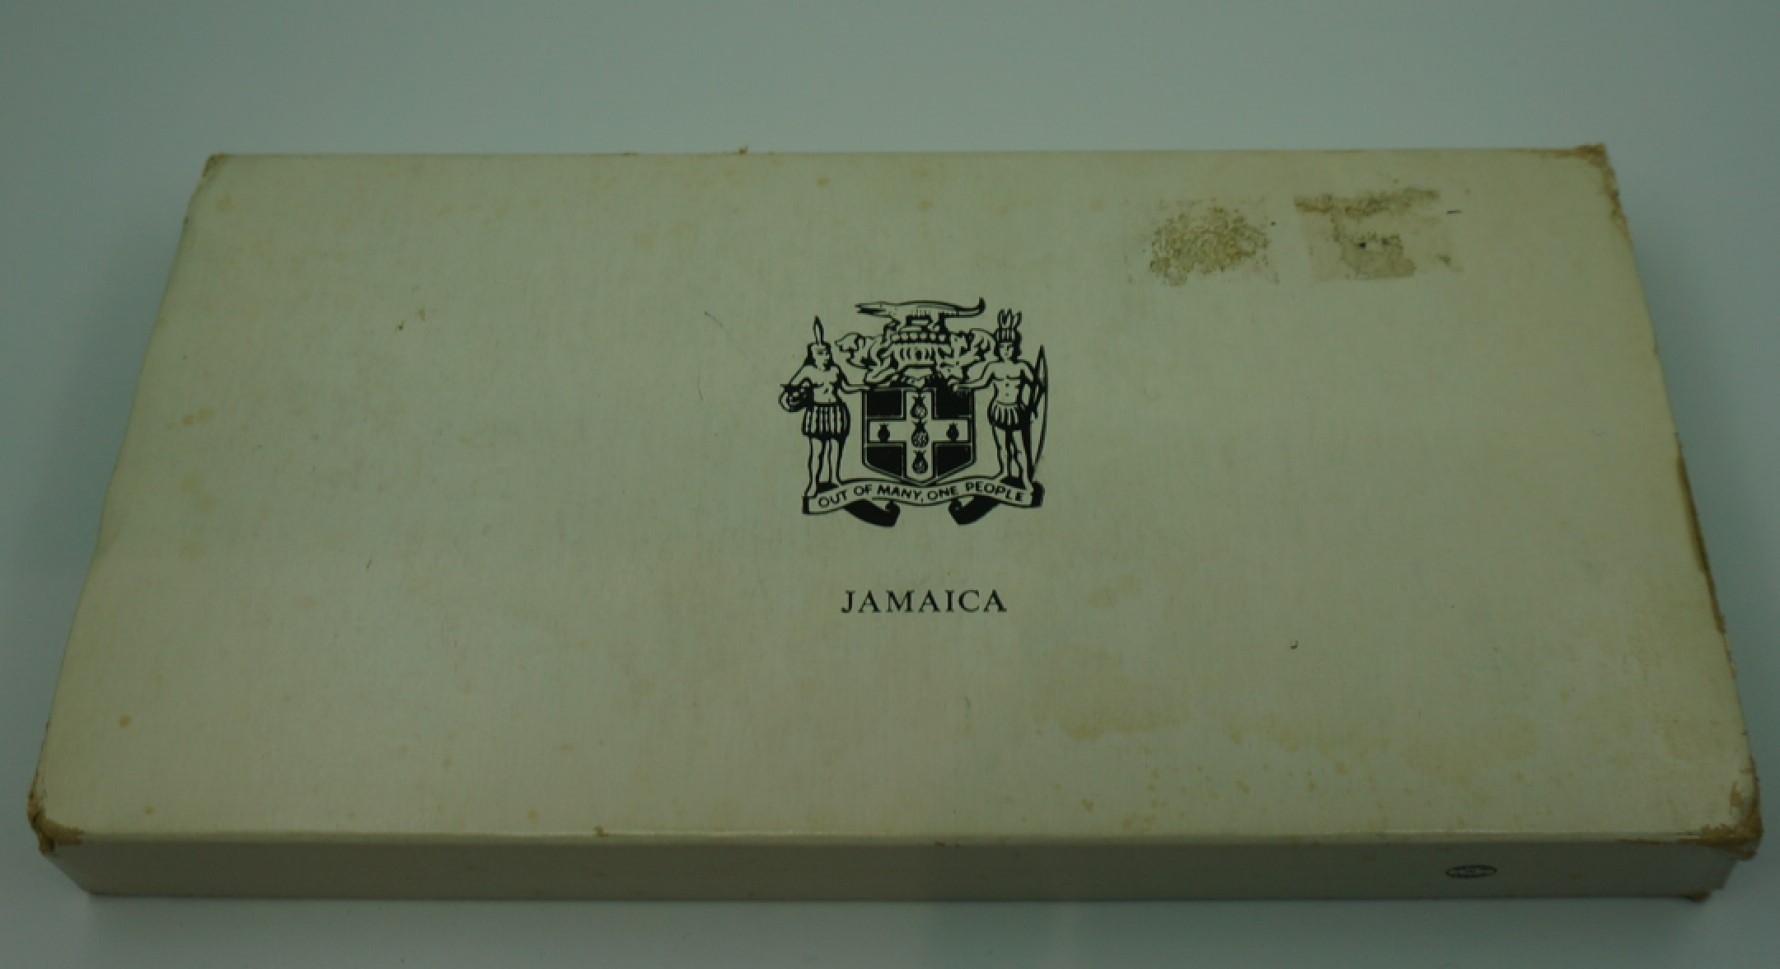 OUT OF MANY, ONE PEOPLE
JAMAICA